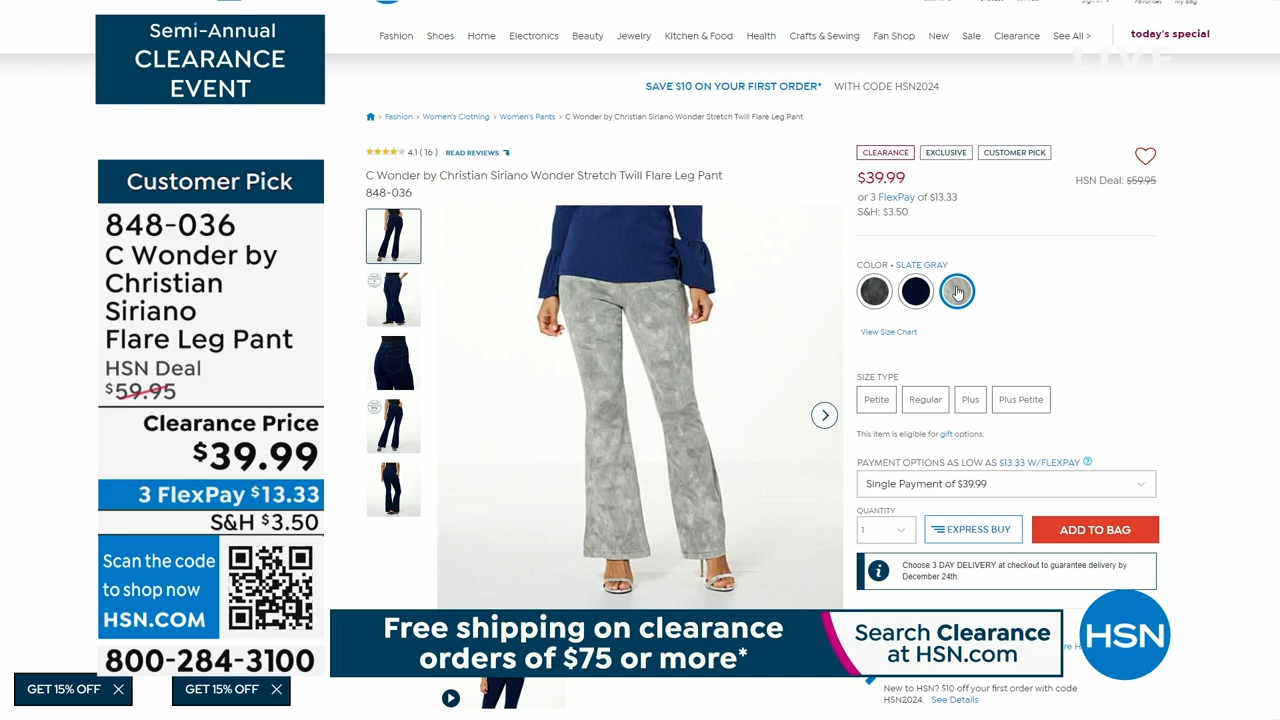 Semi-Annual
CLEARANCE
EVENT
Fashion Shoes Home Electronics Beauty Jewelry Kitchen & Food Health Crafts & Sewing Fan Shop New Sale Clearance See All > today's special
LIVE
SAVE $10 ON YOUR FIRST ORDER* WITH CODE HSN2024
> Fashion > Women's Clothing > Women's Pants > C Wonder by Christian Siriano Wonder Stretch Twill Flare Leg Pant
4.1 ( 16 ) READ REVIEWS
C Wonder by Christian Siriano Wonder Stretch Twill Flare Leg Pant
848-036
CLEARANCE EXCLUSIVE CUSTOMER PICK
$39.99 HSN Deal: $59.95
or 3 FlexPay of $13.33
S&H: $3.50
COLOR • SLATE GRAY
View Size Chart
SIZE TYPE
Petite Regular Plus Plus Petite
This item is eligible for gift options.
PAYMENT OPTIONS AS LOW AS $13.33 W/FLEXPAY ?
Single Payment of $39.99
QUANTITY
1 EXPRESS BUY ADD TO BAG
Choose 3 DAY DELIVERY at checkout to guarantee delivery by
December 24th.
Customer Pick
848-036
C Wonder by
Christian
Siriano
Flare Leg Pant
HSN Deal
$59.95
Clearance Price
$39.99
3 FlexPay $13.33
S&H $3.50
Scan the code
to shop now
HSN.COM
800-284-3100
Free shipping on clearance
orders of $75 or more*
Search Clearance
at HSN.com
HSN
GET 15% OFF GET 15% OFF
New to HSN? $10 off your first order with code
HSN2024. See Details